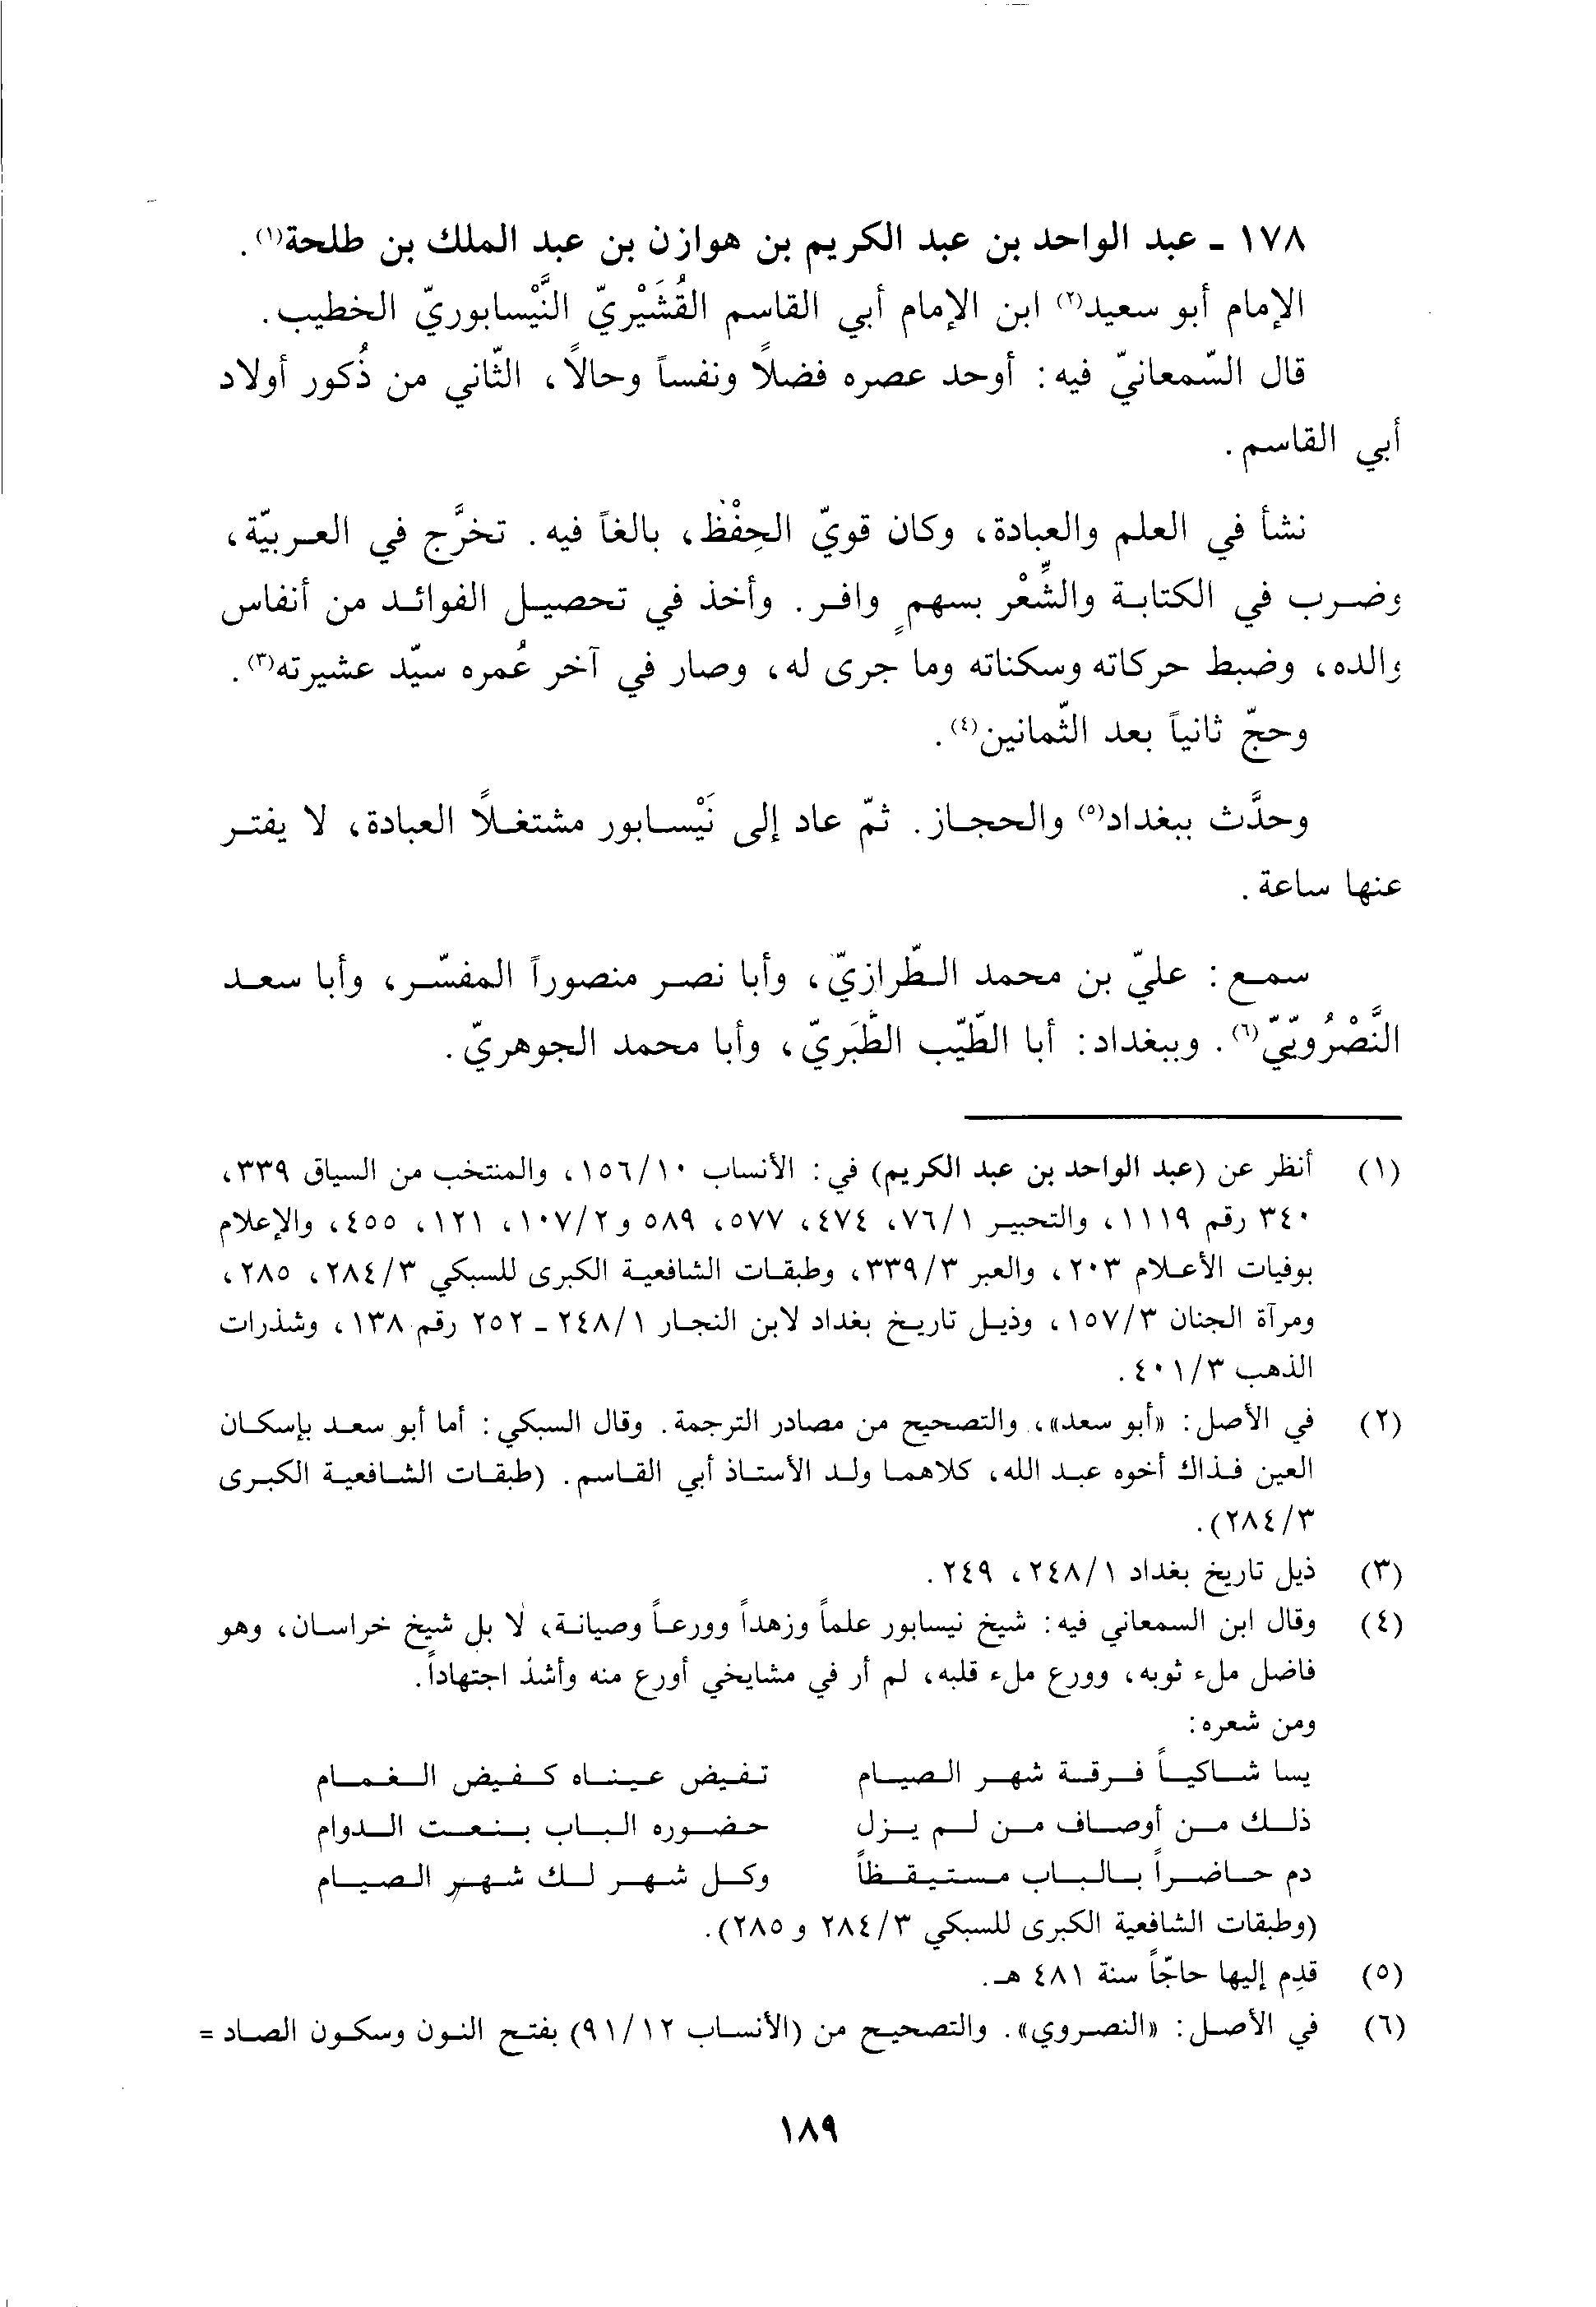 ١٧٨ - عبد الواحد بن عبد الكريم بن هوازن بن عبد الملك بن طلحة(١).
الإمام أبو سعيد(٢) ابن الإمام أبي القاسم القُشَيْريّ النَّيْسابوريّ الخطيب.
قال السّمعانيّ فيه: أوحد عصره فضلاً ونفساً وحالاً، الثّاني من ذُكور أولاد
أبي القاسم.
نشأ في العلم والعبادة، وكان قويّ الحِفْظ، بالغاً فيه. تخرَّج في العربيّة،
وضرب في الكتابة والشِّعْر بسهمٍ وافر. وأخذ في تحصيل الفوائد من أنفاس
والده، وضبط حركاته وسكناته وما جرى له، وصار في آخر عُمره سيّد عشيرته(٣).
وحجّ ثانياً بعد الثّمانين(٤).
وحدَّث ببغداد(٥) والحجاز. ثمّ عاد إلى نَيْسابور مشتغلاً العبادة، لا يفتر
عنها ساعة.
سمع: عليّ بن محمد الطّرازيّ، وأبا نصر منصوراً المفسّر، وأبا سعد
النَّصْرُويّيّ(٦). وببغداد: أبا الطّيّب الطَّبَريّ، وأبا محمد الجوهريّ.
(١) أنظر عن (عبد الواحد بن عبد الكريم) في: الأنساب ١٥٦/١٠، والمنتخب من السياق ٣٣٩،
٣٤٠ رقم ١١١٩، والتحبير ٧٦/١، ٤٧٤، ٥٧٧، ٥٨٩ و١٠٧/٢، ١٢١، ٤٥٥، والإعلام
بوفيات الأعلام ٢٠٣، والعبر ٣٣٩/٣، وطبقات الشافعية الكبرى للسبكي ٢٨٤/٣، ٢٨٥،
ومرآة الجنان ١٥٧/٣، وذيل تاريخ بغداد لابن النجار ٢٤٨/١ - ٢٥٢ رقم ١٣٨، وشذرات
الذهب ٤٠١/٣.
(٢) في الأصل: «أبو سعد»، والتصحيح من مصادر الترجمة. وقال السبكي: أما أبو سعد بإسكان
العين فذاك أخوه عبد الله، كلاهما ولد الأستاذ أبي القاسم. (طبقات الشافعية الكبرى
٢٨٤/٣).
(٣) ذيل تاريخ بغداد ٢٤٨/١، ٢٤٩.
(٤) وقال ابن السمعاني فيه: شيخ نيسابور علماً وزهداً وورعاً وصيانة، لا بل شيخ خراسان، وهو
فاضل ملء ثوبه، وورع ملء قلبه، لم أر في مشايخي أورع منه وأشدّ اجتهاداً.
ومن شعره:
يسا شاكياً فرقة شهر الصيام تفيض عيناه كفيض الغمام
ذلك من أوصاف من لم يزل حضوره الباب بنعت الدوام
دم حاضراً بالباب مستيقظاً وكل شهر لك شهر الصيام
(وطبقات الشافعية الكبرى للسبكي ٢٨٤/٣ و ٢٨٥).
(٥) قدِم إليها حاجّاً سنة ٤٨١ هـ.
(٦) في الأصل: «النصروي». والتصحيح من (الأنساب ٩١/١٢) بفتح النون وسكون الصاد =
١٨٩